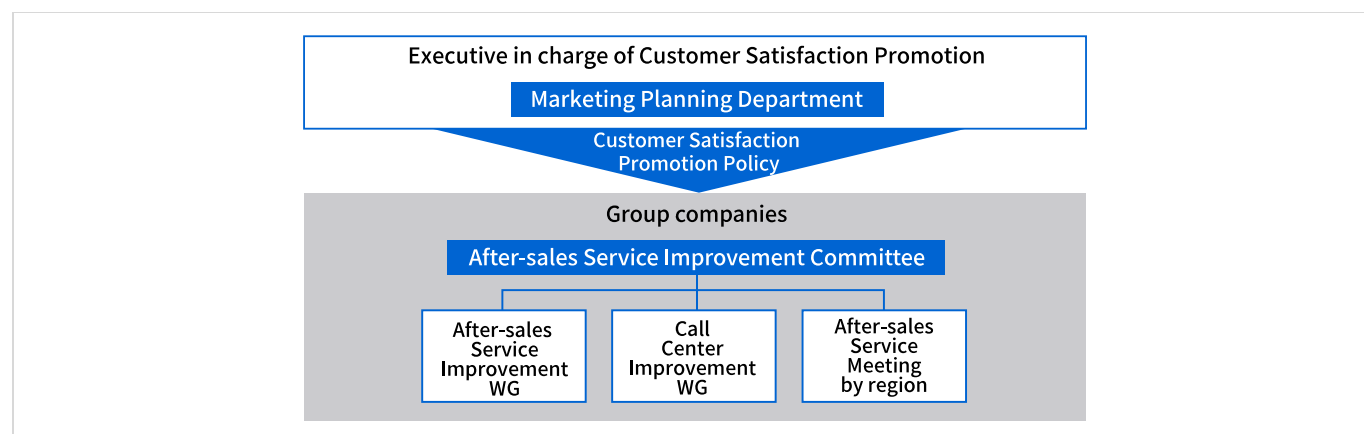 Executive in charge of Customer Satisfaction Promotion
Marketing Planning Department
Customer Satisfaction
Promotion Policy
Group companies
After-sales Service Improvement Committee
After-sales
Service
Improvement
WG
Call
Center
Improvement
WG
After-sales
Service
Meeting
by region